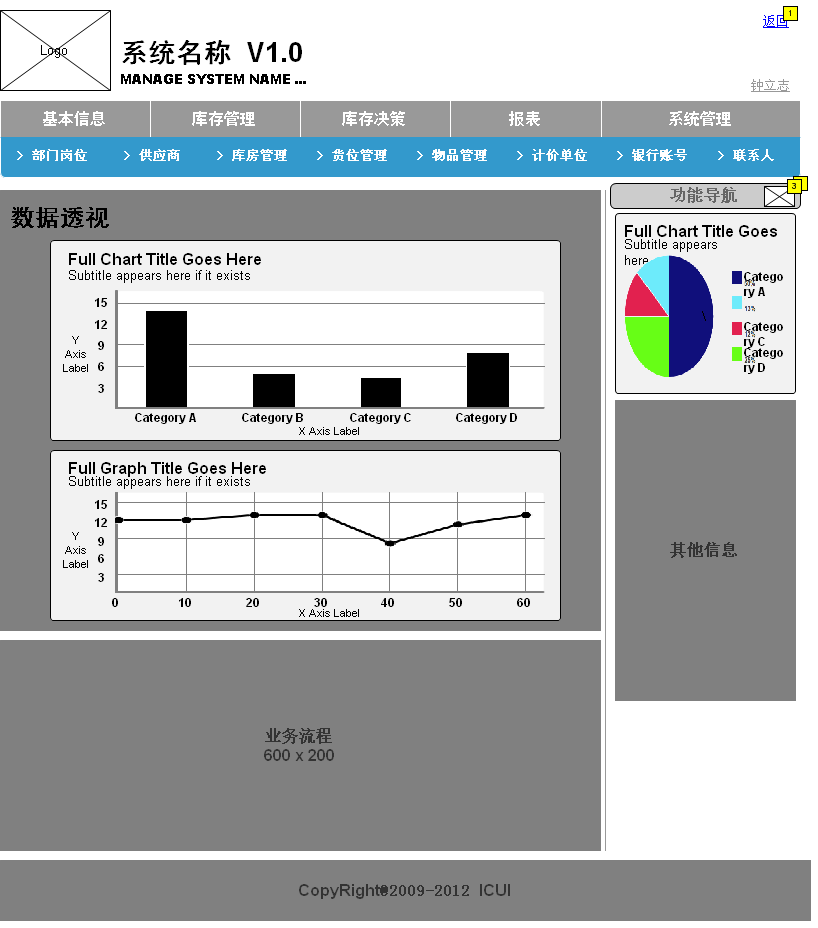 返回
1
Logo
系统名称 V1.0
MANAGE SYSTEM NAME ...
钟立志
基本信息 库存管理 库存决策 报表 系统管理
部门岗位 供应商 库房管理 货位管理 物品管理 计价单位 银行账号 联系人
功能导航
3
数据透视
Full Chart Title Goes Here
Subtitle appears here if it exists
15
12
9
6
3
Y
Axis
Label
Category A Category B Category C Category D
X Axis Label
Full Graph Title Goes Here
Subtitle appears here if it exists
15
12
9
6
3
Y
Axis
Label
0 10 20 30 40 50 60
X Axis Label
业务流程
600 x 200
Full Chart Title Goes
Subtitle appears
here
Catego
ry A
13%
Catego
ry C
Catego
ry D
其他信息
CopyRight©2009-2012 ICUI